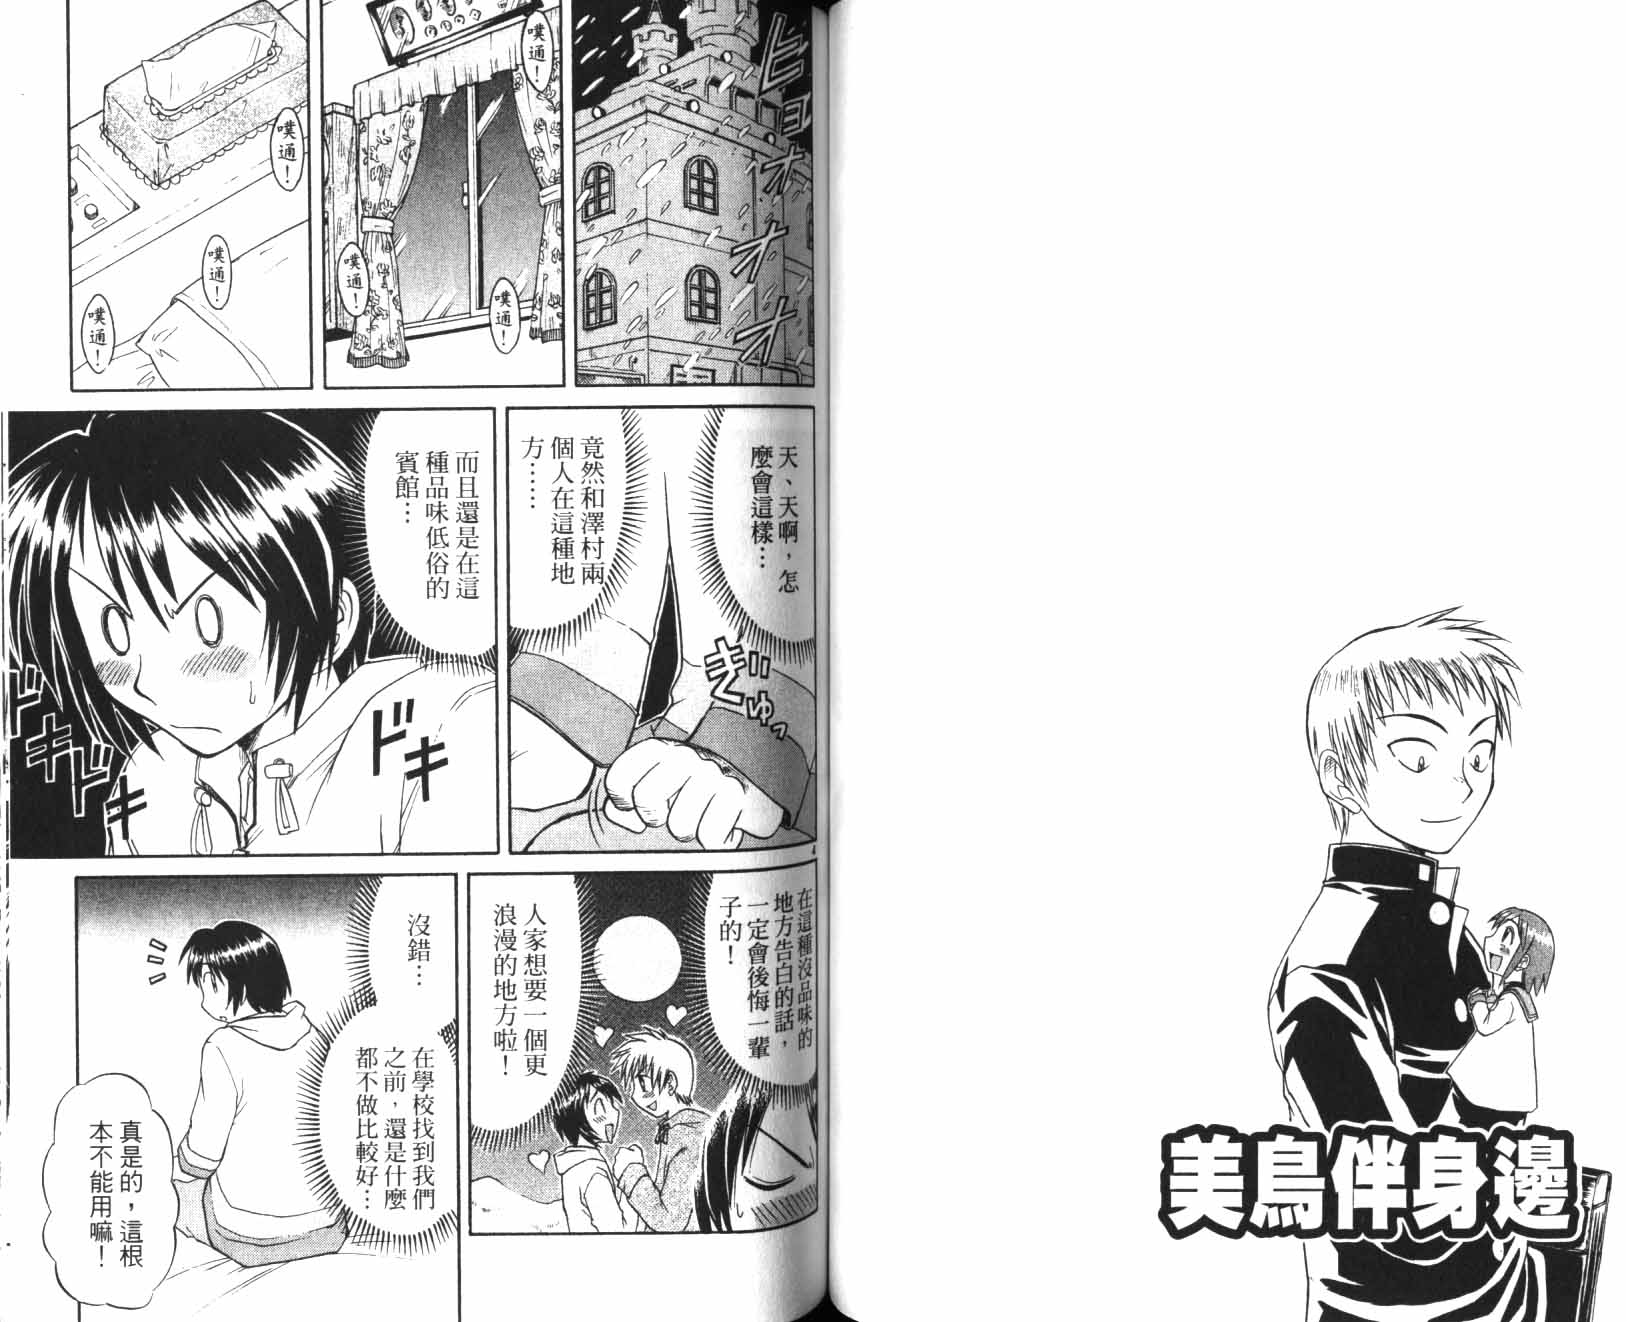 美鳥伴身邊
ヒョオオオオ
噗通！
噗通！
噗通！
噗通！
噗通！
噗通！
天、天啊，怎
麼會這樣…
ぎゅっ
竟然和澤村兩
個人在這種地
方……
而且還是在這
種品味低俗的
賓館…
ドキ
ドキ
ドキ
在這種沒品味的
地方告白的話，
一定會後悔一輩
子的！
人家想要一個更
浪漫的地方啦！
沒錯…
在學校找到我們
之前，還是什麼
都不做比較好…
真是的，這根
本不能用嘛！